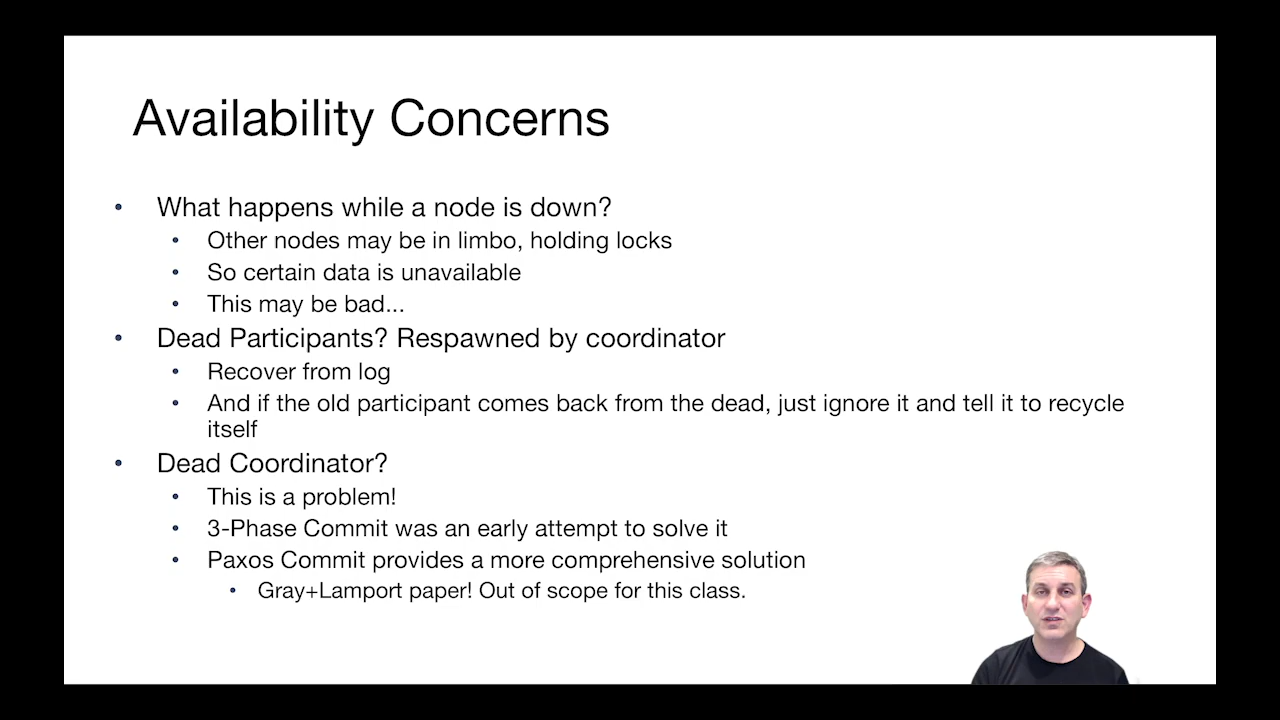 Availability Concerns
What happens while a node is down?
Other nodes may be in limbo, holding locks
So certain data is unavailable
This may be bad...
Dead Participants? Respawned by coordinator
Recover from log
And if the old participant comes back from the dead, just ignore it and tell it to recycle
itself
Dead Coordinator?
This is a problem!
3-Phase Commit was an early attempt to solve it
Paxos Commit provides a more comprehensive solution
Gray+Lamport paper! Out of scope for this class.